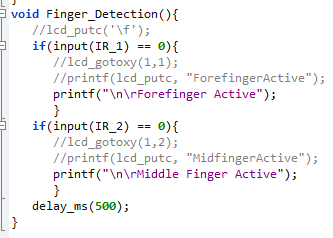 void Finger_Detection(){
//lcd_putc('\f');
if(input(IR_1) == 0){
//lcd_gotoxy(1,1);
//printf(lcd_putc, "ForefingerActive");
printf("\n\rForefinger Active");
}
if(input(IR_2) == 0){
//lcd_gotoxy(1,2);
//printf(lcd_putc, "MidfingerActive");
printf("\n\rMiddle Finger Active");
}
delay_ms(500);
}